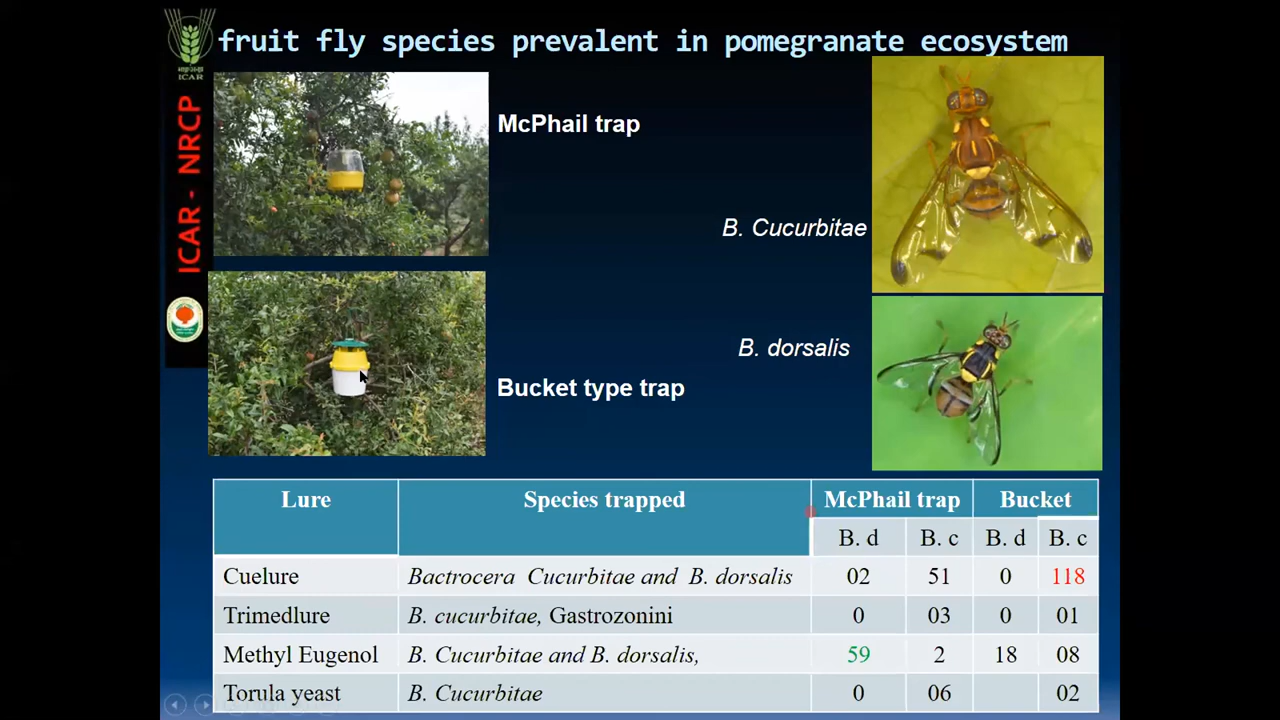 fruit fly species prevalent in pomegranate ecosystem
ICAR
ICAR - NRCP
McPhail trap
B. Cucurbitae
B. dorsalis
Bucket type trap
Lure Species trapped McPhail trap Bucket
B. d B. c B. d B. c
Cuelure Bactrocera Cucurbitae and B. dorsalis 02 51 0 118
Trimedlure B. cucurbitae, Gastrozonini 0 03 0 01
Methyl Eugenol B. Cucurbitae and B. dorsalis, 59 2 18 08
Torula yeast B. Cucurbitae 0 06 02